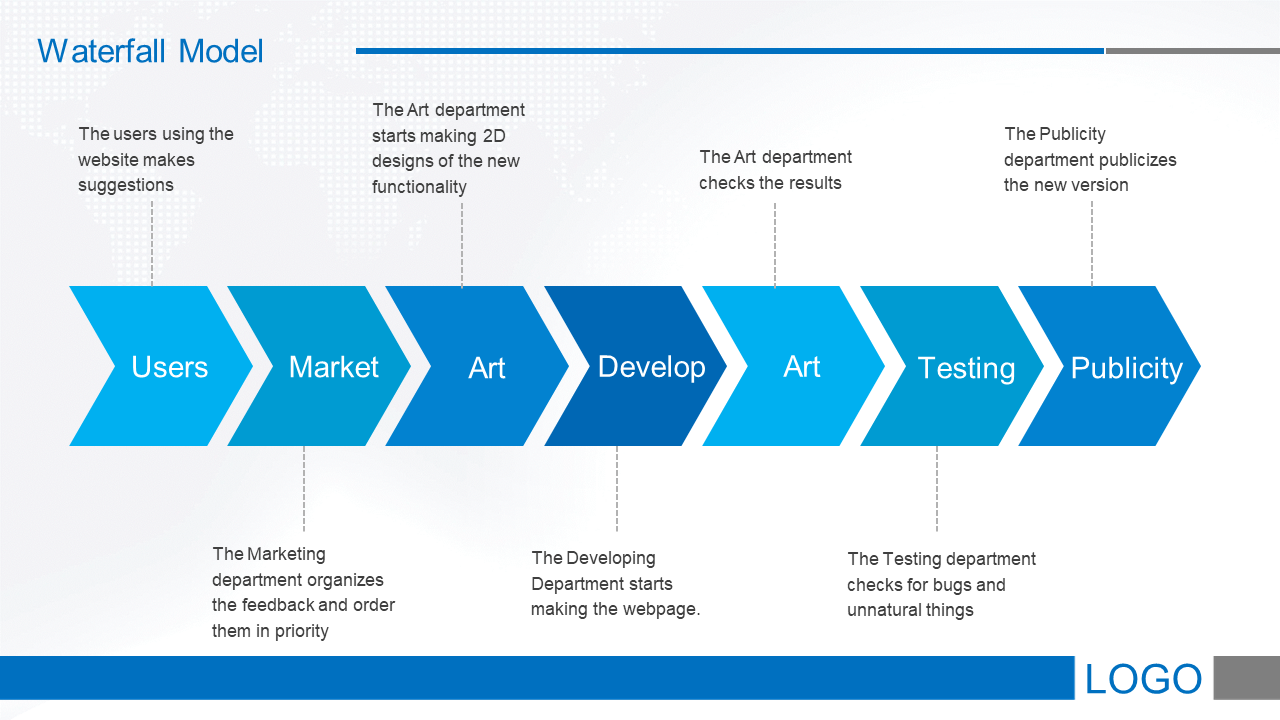 Waterfall Model
The users using the
website makes
suggestions
The Art department
starts making 2D
designs of the new
functionality
The Art department
checks the results
The Publicity
department publicizes
the new version
Users
Market
Art
Develop
Art
Testing
Publicity
The Marketing
department organizes
the feedback and order
them in priority
The Developing
Department starts
making the webpage.
The Testing department
checks for bugs and
unnatural things
LOGO